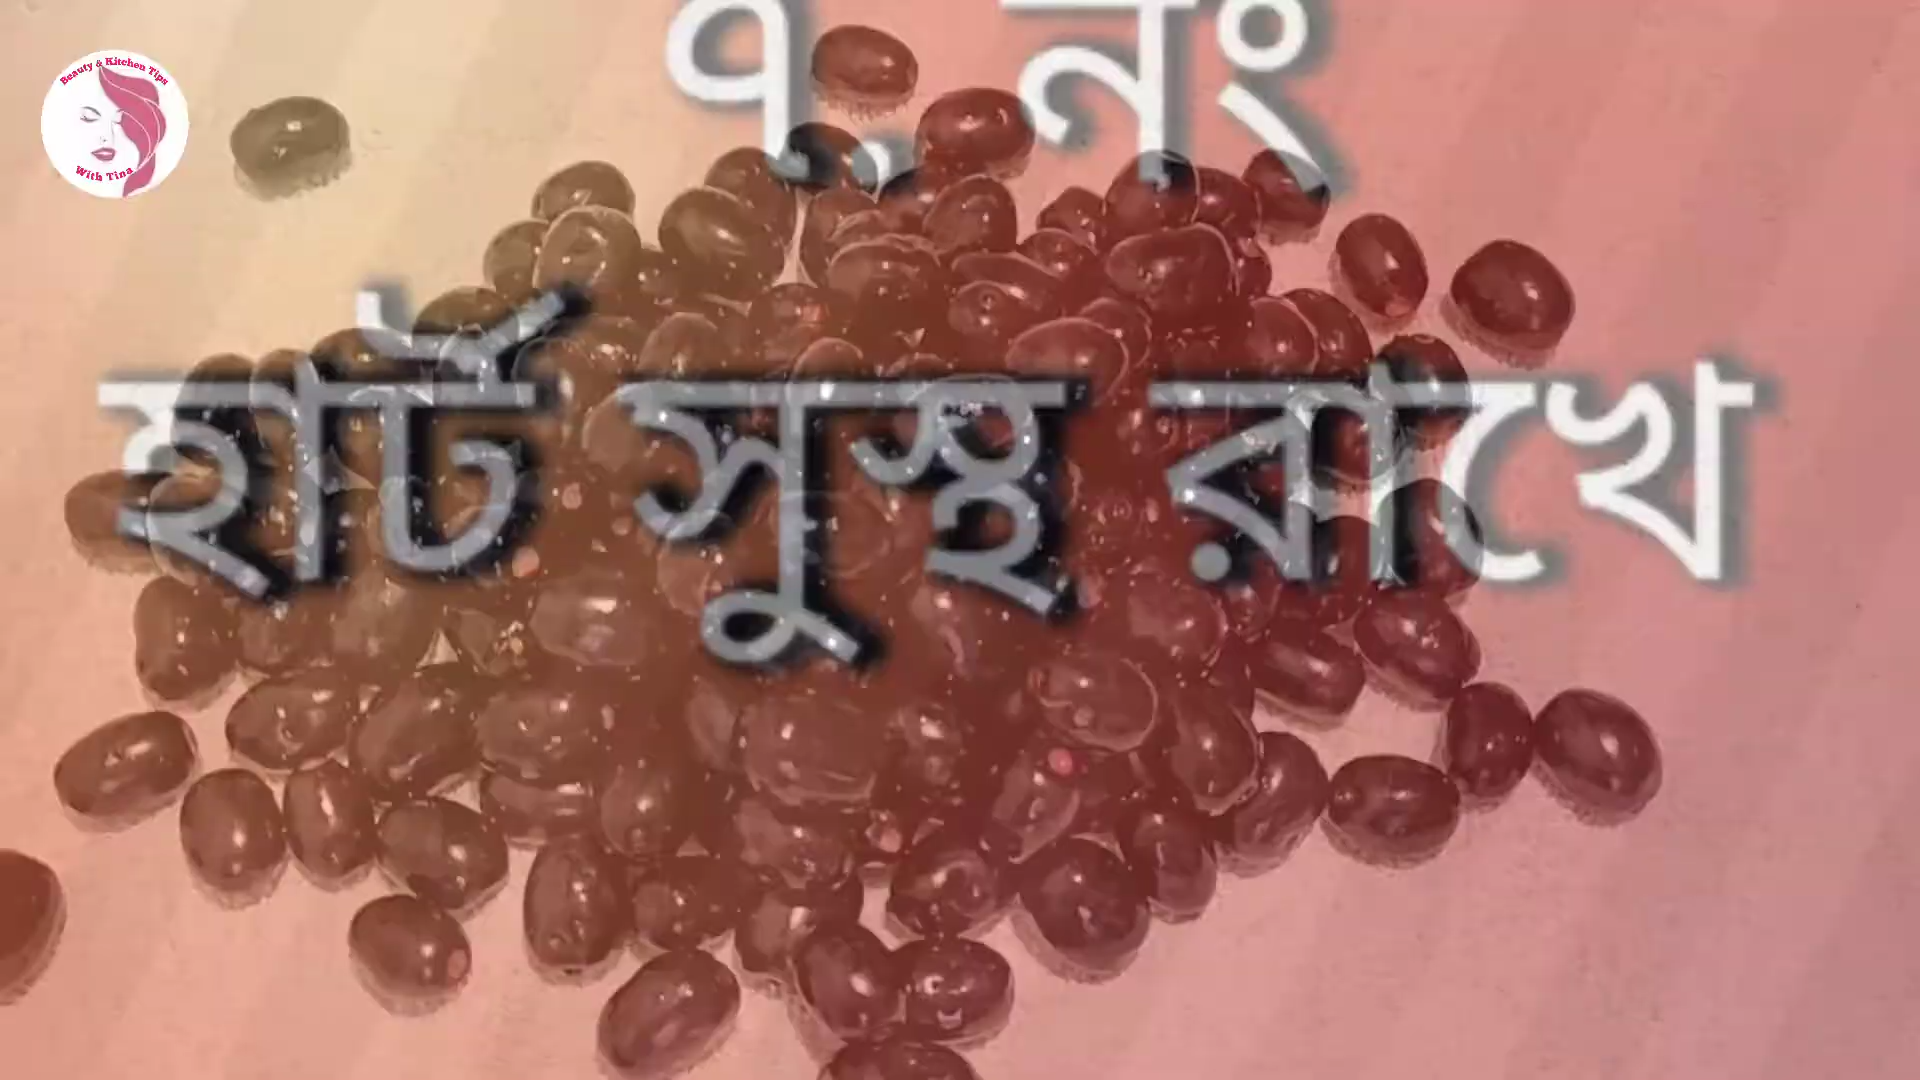 Beauty & Kitchen Tips
With Tina
৭. নং
হার্ট সুস্থ রাখে